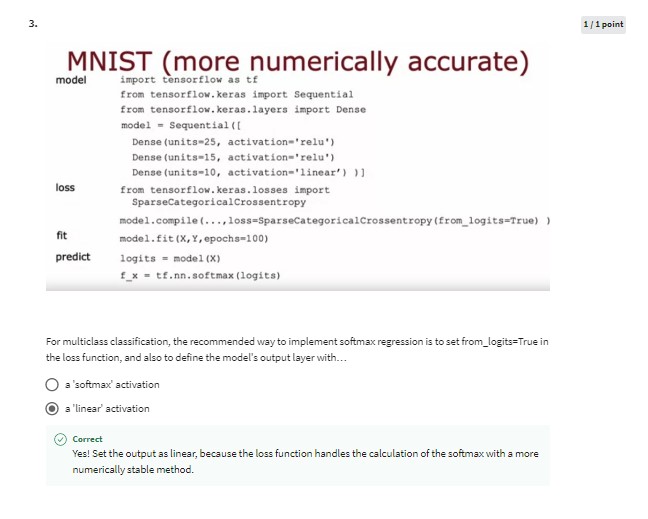 3.
1 / 1 point
MNIST (more numerically accurate)
model
import tensorflow as tf
from tensorflow.keras import Sequential
from tensorflow.keras.layers import Dense
model = Sequential([
Dense(units=25, activation='relu')
Dense(units=15, activation='relu')
Dense(units=10, activation='linear') )]
loss
from tensorflow.keras.losses import
SparseCategoricalCrossentropy
model.compile(...,loss=SparseCategoricalCrossentropy(from_logits=True) )
fit
model.fit(X,Y,epochs=100)
predict
logits = model(X)
f_x = tf.nn.softmax(logits)
For multiclass classification, the recommended way to implement softmax regression is to set from_logits=True in
the loss function, and also to define the model's output layer with…
a 'softmax' activation
a 'linear' activation
Correct
Yes! Set the output as linear, because the loss function handles the calculation of the softmax with a more
numerically stable method.